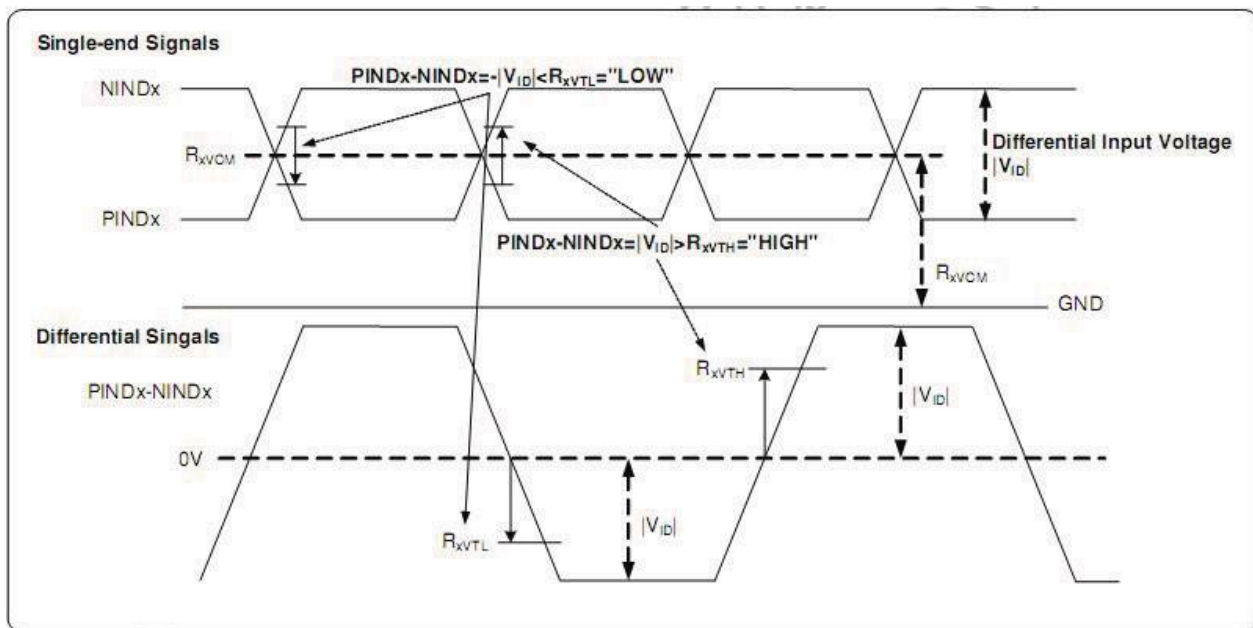 Single-end Signals
PINDx-NINDx=-|VID|<RxVTL="LOW"
NINDx
RxVCM
Differential Input Voltage
|VID|
PINDx
PINDx-NINDx=|VID|>RxVTH="HIGH"
RxVCM
GND
Differential Singals
RxVTH
PINDx-NINDx
|VID|
0V
RxVTL
|VID|